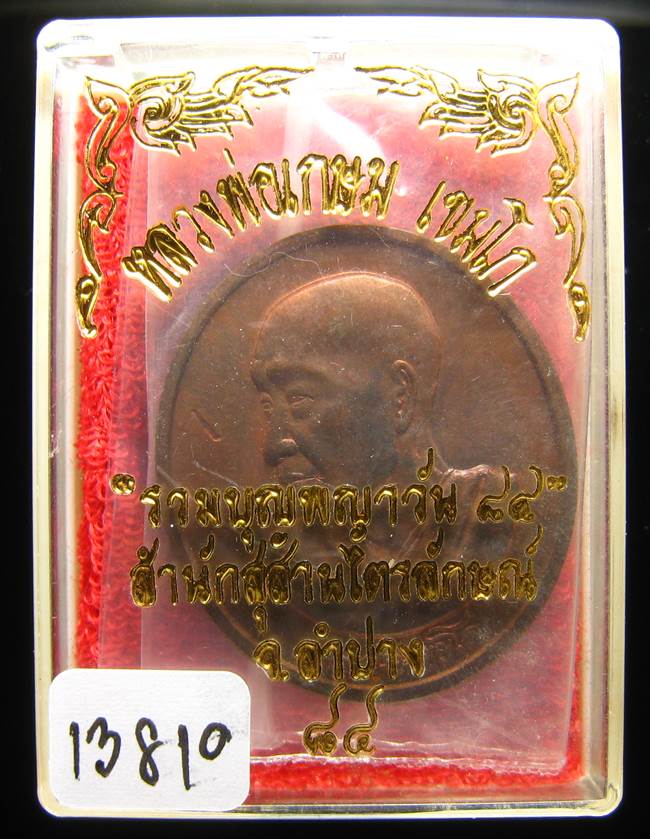 หลวงพ่อเกษม เขมโก
"รวมบุญพญาวัน ๘๔"
สำนักสุสานไตรลักษณ์
จ.ลำปาง
๘๔
13810